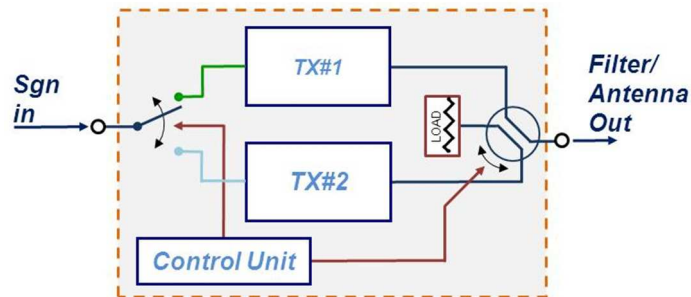 Sgn
in
TX#1
LOAD
TX#2
Control Unit
Filter/
Antenna
Out